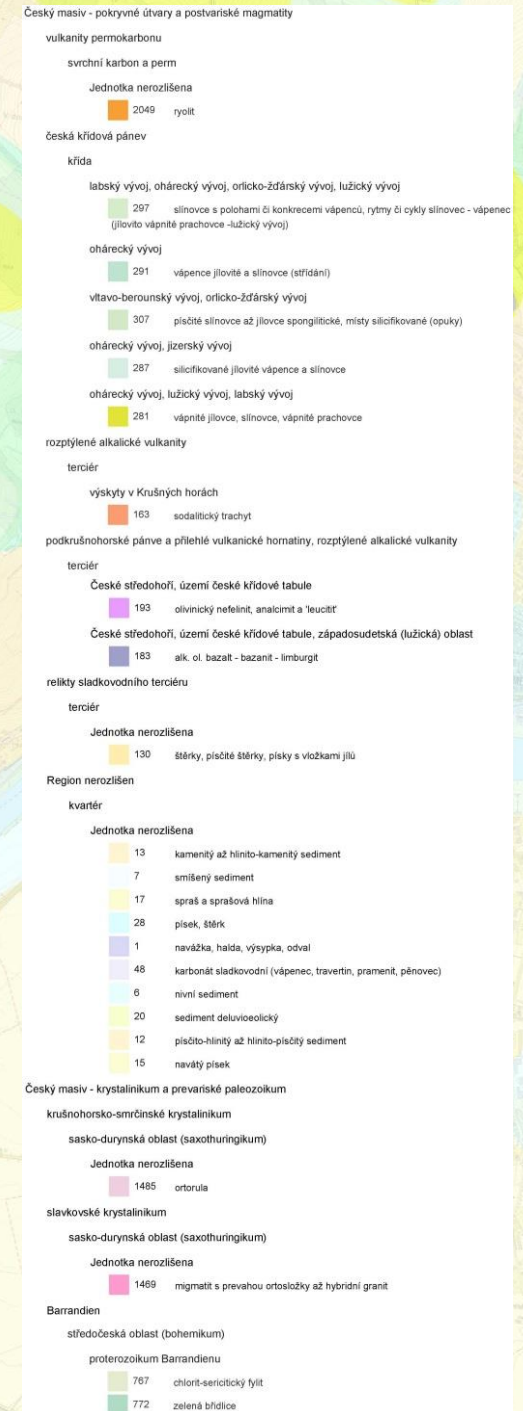 Český masiv - pokryvné útvary a postvariské magmatity
vulkanity permokarbonu
svrchní karbon a perm
Jednotka nerozlišena
2049 ryolit
česká křídová pánev
křída
labský vývoj, ohárecký vývoj, orlicko-žďárský vývoj, lužický vývoj
297 slínovce s polohami či konkrecemi vápenců, rytmy či cykly slínovec - vápenec
(jílovito vápnité prachovce -lužický vývoj)
ohárecký vývoj
291 vápence jílovité a slínovce (střídání)
vltavo-berounský vývoj, orlicko-žďárský vývoj
307 písčité slínovce až jílovce spongilitické, místy silicifikované (opuky)
ohárecký vývoj, jizerský vývoj
287 silicifikované jílovité vápence a slínovce
ohárecký vývoj, lužický vývoj, labský vývoj
281 vápnité jílovce, slínovce, vápnité prachovce
rozptýlené alkalické vulkanity
terciér
výskyty v Krušných horách
163 sodalitický trachyt
podkrušnohorské pánve a přilehlé vulkanické hornatiny, rozptýlené alkalické vulkanity
terciér
České středohoří, území české křídové tabule
193 olivinický nefelinit, analcimit a 'leucitit'
České středohoří, území české křídové tabule, západosudetská (lužická) oblast
183 alk. ol. bazalt - bazanit - limburgit
relikty sladkovodního terciéru
terciér
Jednotka nerozlišena
130 štěrky, písčité štěrky, písky s vložkami jílů
Region nerozlišen
kvartér
Jednotka nerozlišena
13 kamenitý až hlinito-kamenitý sediment
7 smíšený sediment
17 spraš a sprašová hlína
28 písek, štěrk
1 navážka, halda, výsypka, odval
48 karbonát sladkovodní (vápenec, travertin, pramenit, pěnovec)
6 nivní sediment
20 sediment deluvioeolický
12 písčito-hlinitý až hlinito-písčitý sediment
15 navátý písek
Český masiv - krystalinikum a prevariské paleozoikum
krušnohorsko-smrčinské krystalinikum
sasko-durynská oblast (saxothuringikum)
Jednotka nerozlišena
1485 ortorula
slavkovské krystalinikum
sasko-durynská oblast (saxothuringikum)
Jednotka nerozlišena
1469 migmatit s prevahou ortosložky až hybridní granit
Barrandien
středočeská oblast (bohemikum)
proterozoikum Barrandienu
767 chlorit-sericitický fylit
772 zelená břidlice